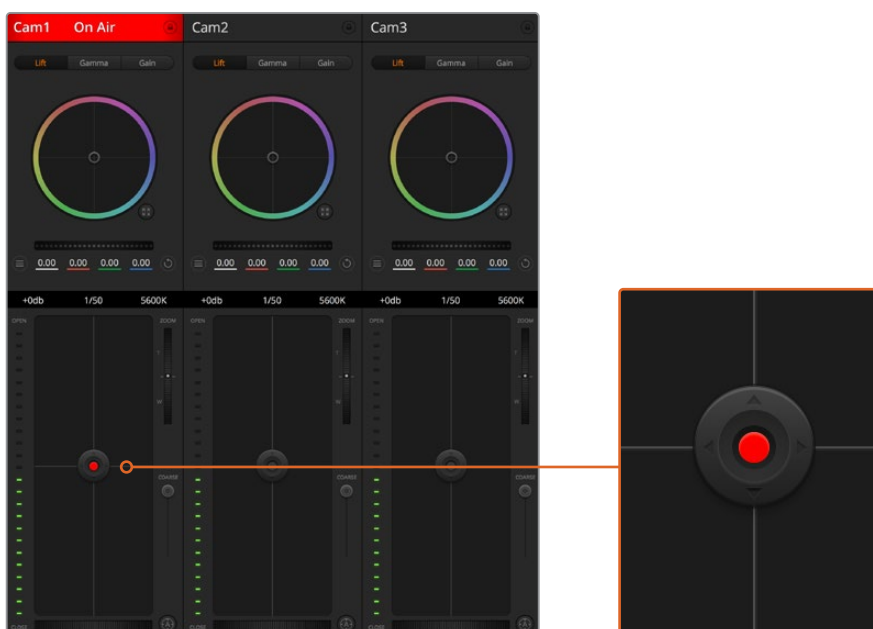 Cam1 On Air Cam2 Cam3
Lift Gamma Gain Lift Gamma Gain Lift Gamma Gain
0.00 0.00 0.00 0.00 0.00 0.00 0.00 0.00 0.00 0.00 0.00 0.00
+0db 1/50 5600K +0db 1/50 5600K +0db 1/50 5600K
OPEN ZOOM OPEN ZOOM OPEN ZOOM
T T T
W W W
COARSE COARSE COARSE
CLOSE CLOSE CLOSE